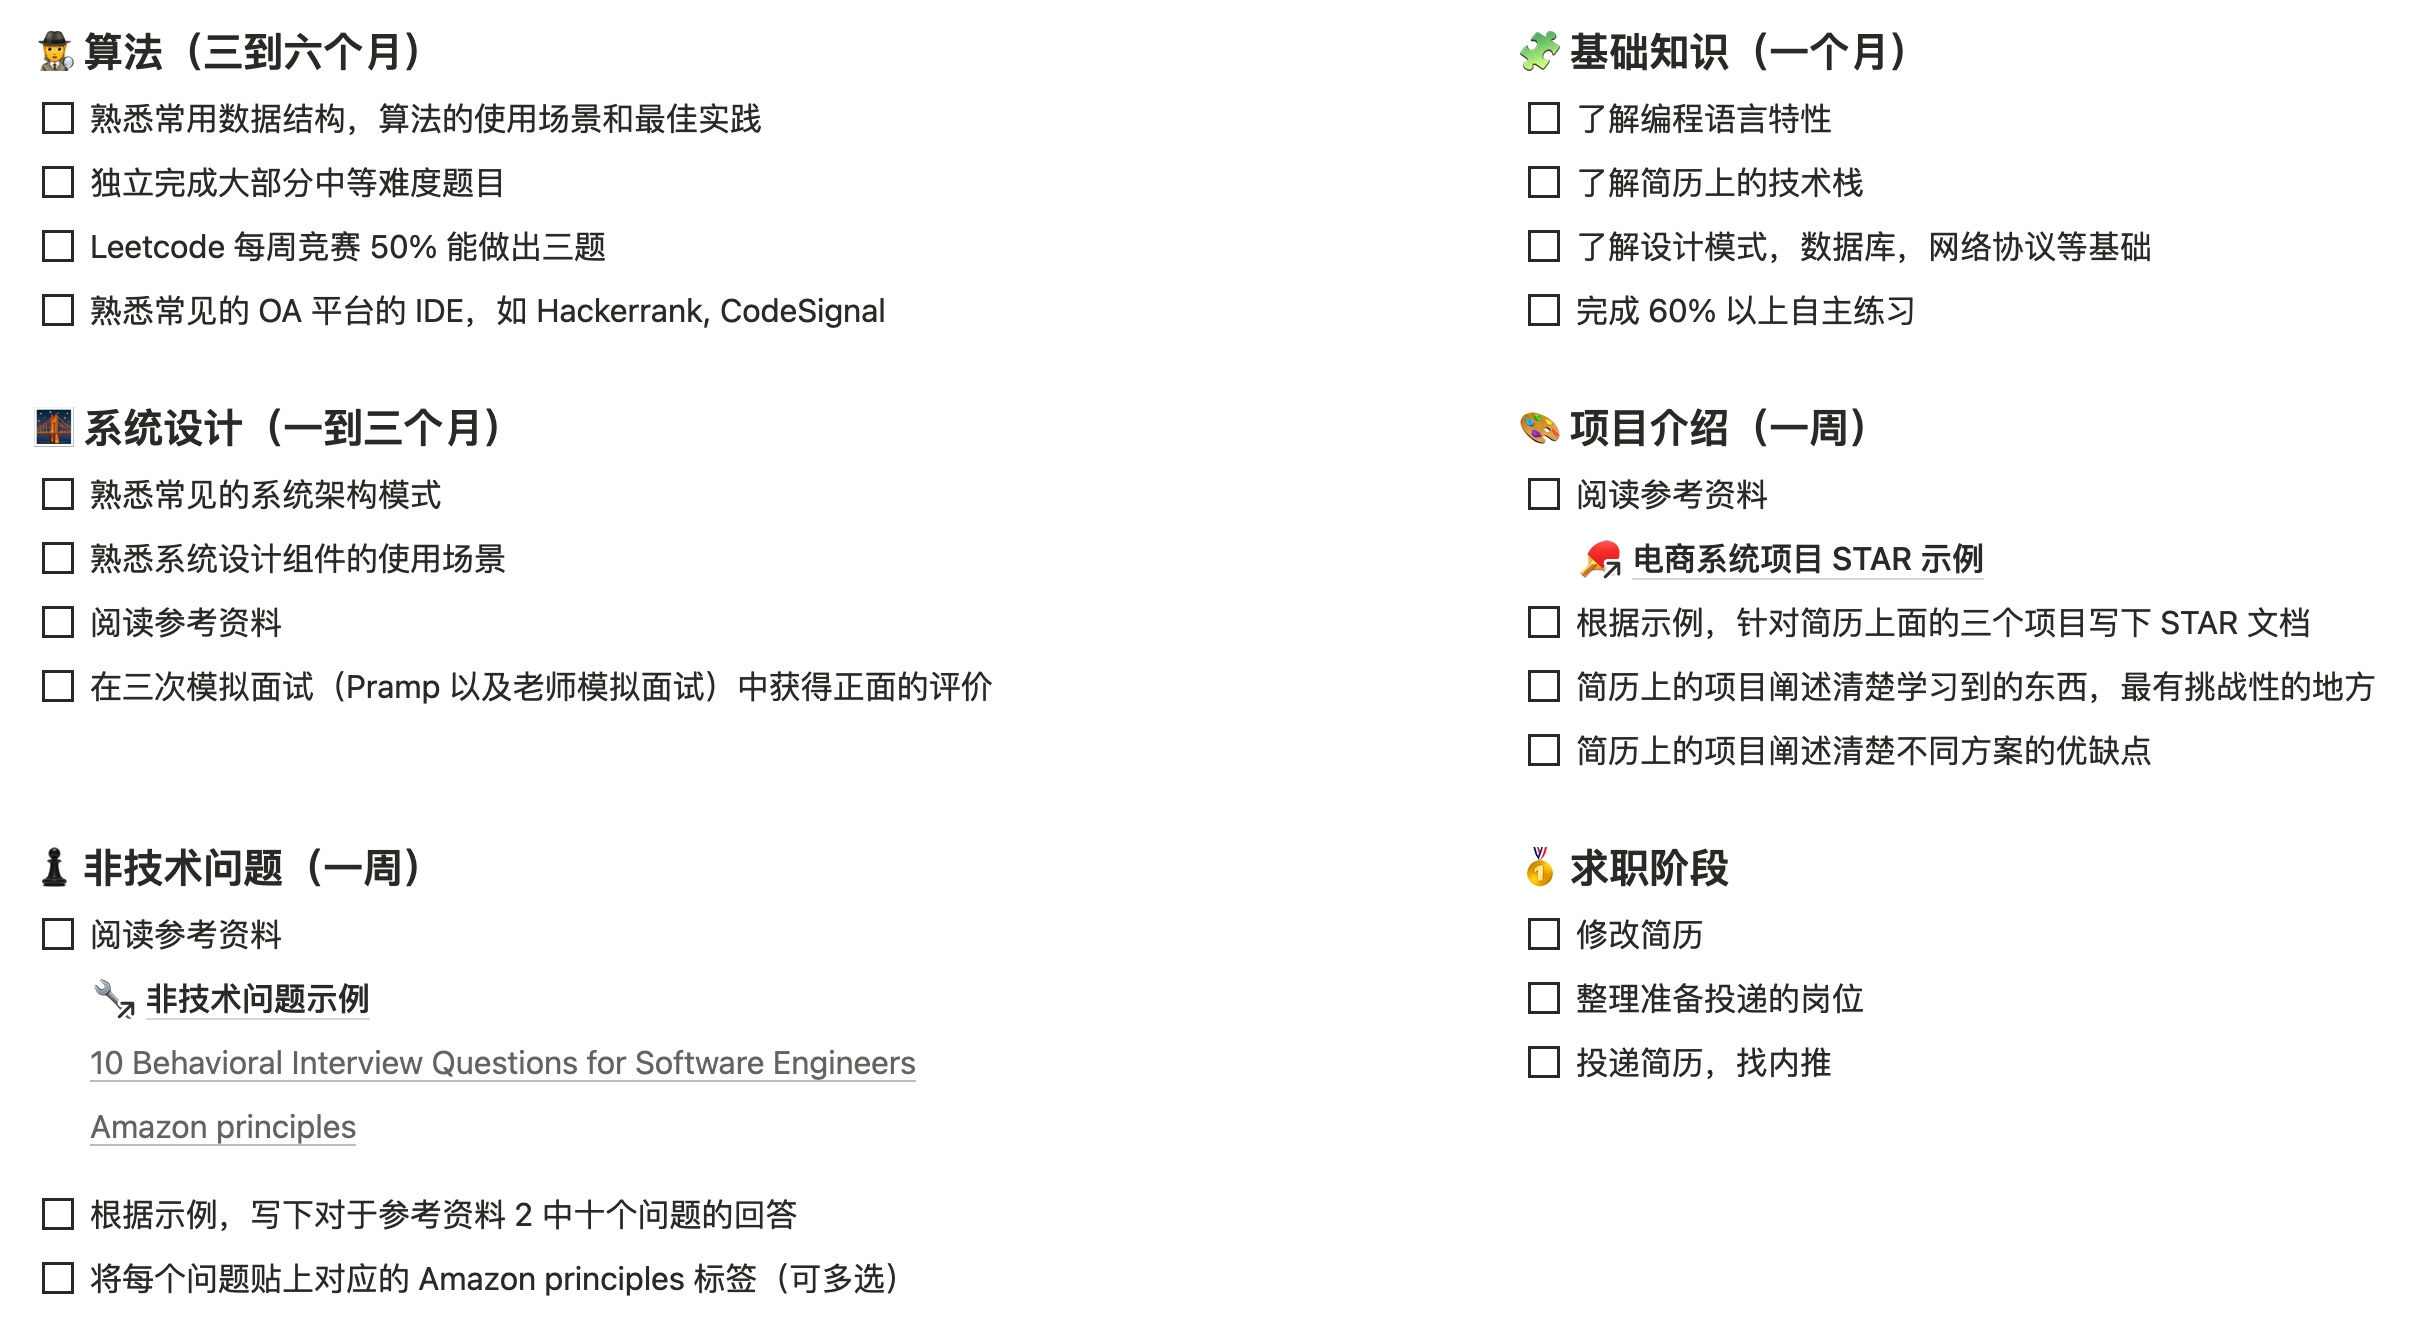 算法（三到六个月）
熟悉常用数据结构，算法的使用场景和最佳实践
独立完成大部分中等难度题目
Leetcode 每周竞赛 50% 能做出三题
熟悉常见的 OA 平台的 IDE，如 Hackerrank, CodeSignal
基础知识（一个月）
了解编程语言特性
了解简历上的技术栈
了解设计模式，数据库，网络协议等基础
完成 60% 以上自主练习
系统设计（一到三个月）
熟悉常见的系统架构模式
熟悉系统设计组件的使用场景
阅读参考资料
在三次模拟面试（Pramp 以及老师模拟面试）中获得正面的评价
项目介绍（一周）
阅读参考资料
电商系统项目 STAR 示例
根据示例，针对简历上面的三个项目写下 STAR 文档
简历上的项目阐述清楚学习到的东西，最有挑战性的地方
简历上的项目阐述清楚不同方案的优缺点
非技术问题（一周）
阅读参考资料
非技术问题示例
10 Behavioral Interview Questions for Software Engineers
Amazon principles
根据示例，写下对于参考资料 2 中十个问题的回答
将每个问题贴上对应的 Amazon principles 标签（可多选）
求职阶段
修改简历
整理准备投递的岗位
投递简历，找内推